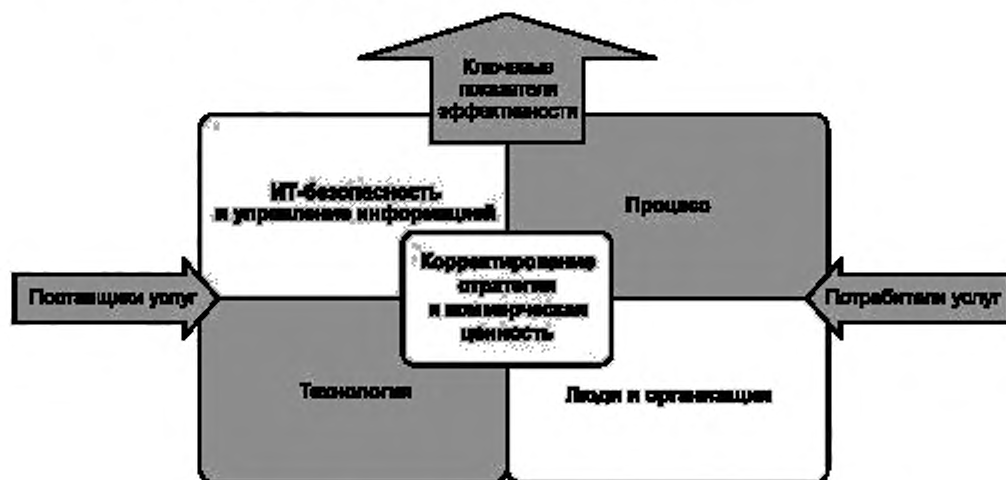 Ключевые
показатели
эффективности
ИТ-безопасность
и управление информацией
Процесс
Корректирование
стратегии
и коммерческая
ценность
Поставщики услуг
Потребители услуг
Технология
Люди и организация